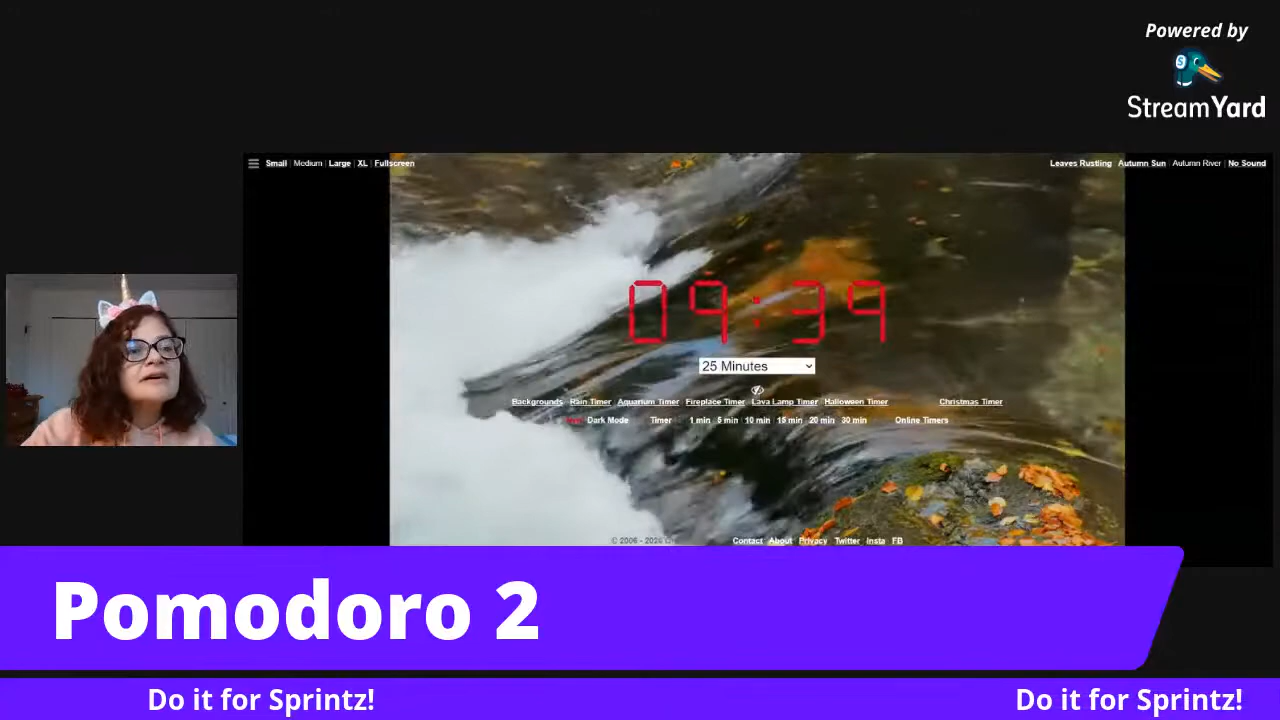 Powered by
StreamYard
Small | Medium | Large | XL | Fullscreen
Leaves Rustling | Autumn Sun | Autumn River | No Sound
09:39
25 Minutes
Backgrounds Rain Timer Aquarium Timer Fireplace Timer Lava Lamp Timer Halloween Timer Christmas Timer
Dark Mode Timer 1 min 5 min 10 min 15 min 20 min 30 min Online Timers
Contact About Privacy Twitter Insta FB
Pomodoro 2
Do it for Sprintz! Do it for Sprintz!